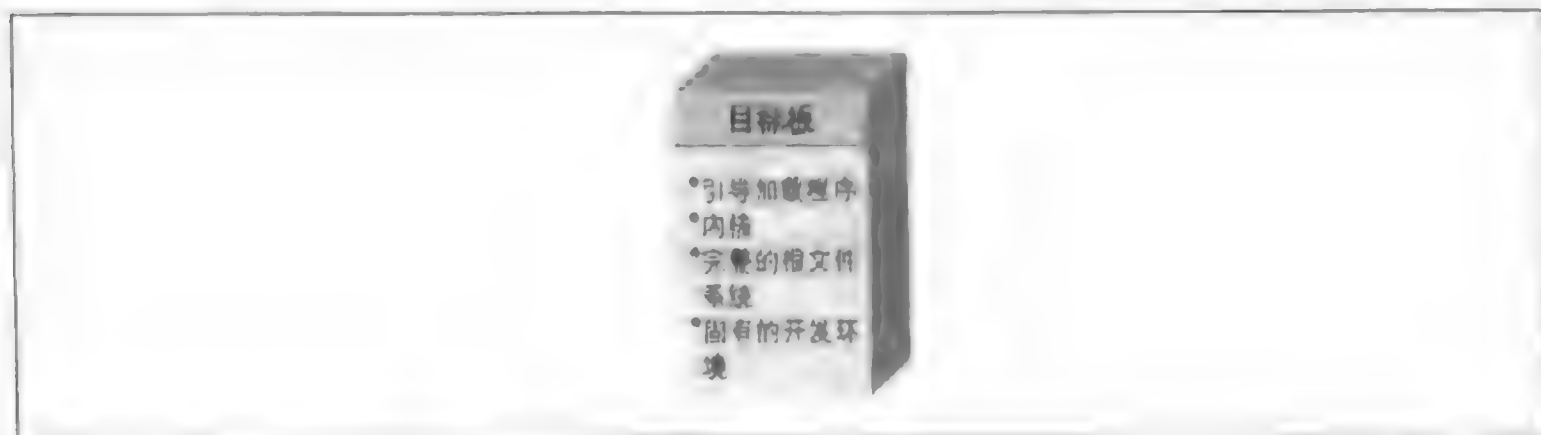 目标板
•引导加载程序
•内核
•完整的根文件
系统
•固有的开发环
境